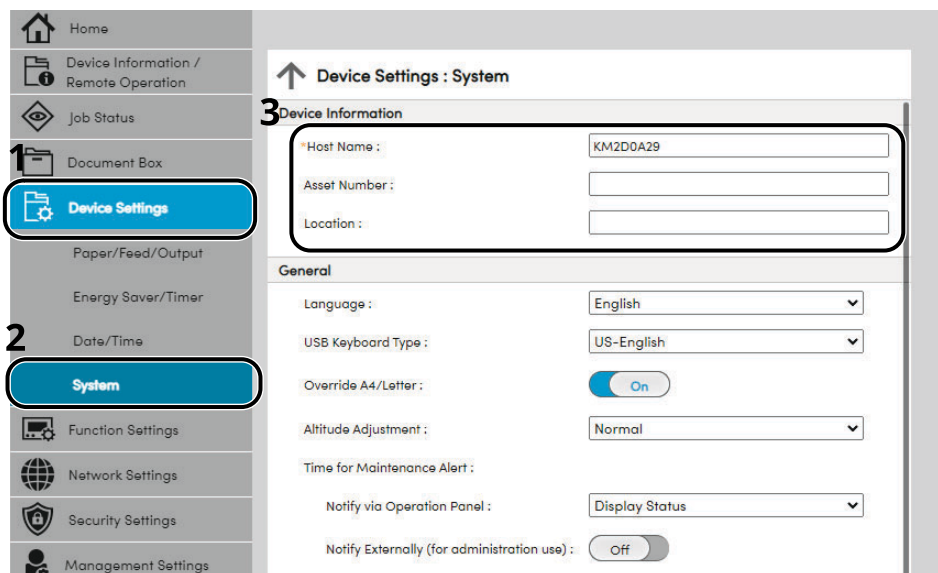 Home
Device Information /
Remote Operation
Job Status
1
Document Box
Device Settings
Paper/Feed/Output
Energy Saver/Timer
2
Date/Time
System
Function Settings
Network Settings
Security Settings
Management Settings
Device Settings : System
3
Device Information
*Host Name : KM2D0A29
Asset Number :
Location :
General
Language : English
USB Keyboard Type : US-English
Override A4/Letter : On
Altitude Adjustment : Normal
Time for Maintenance Alert :
Notify via Operation Panel : Display Status
Notify Externally (for administration use) : Off